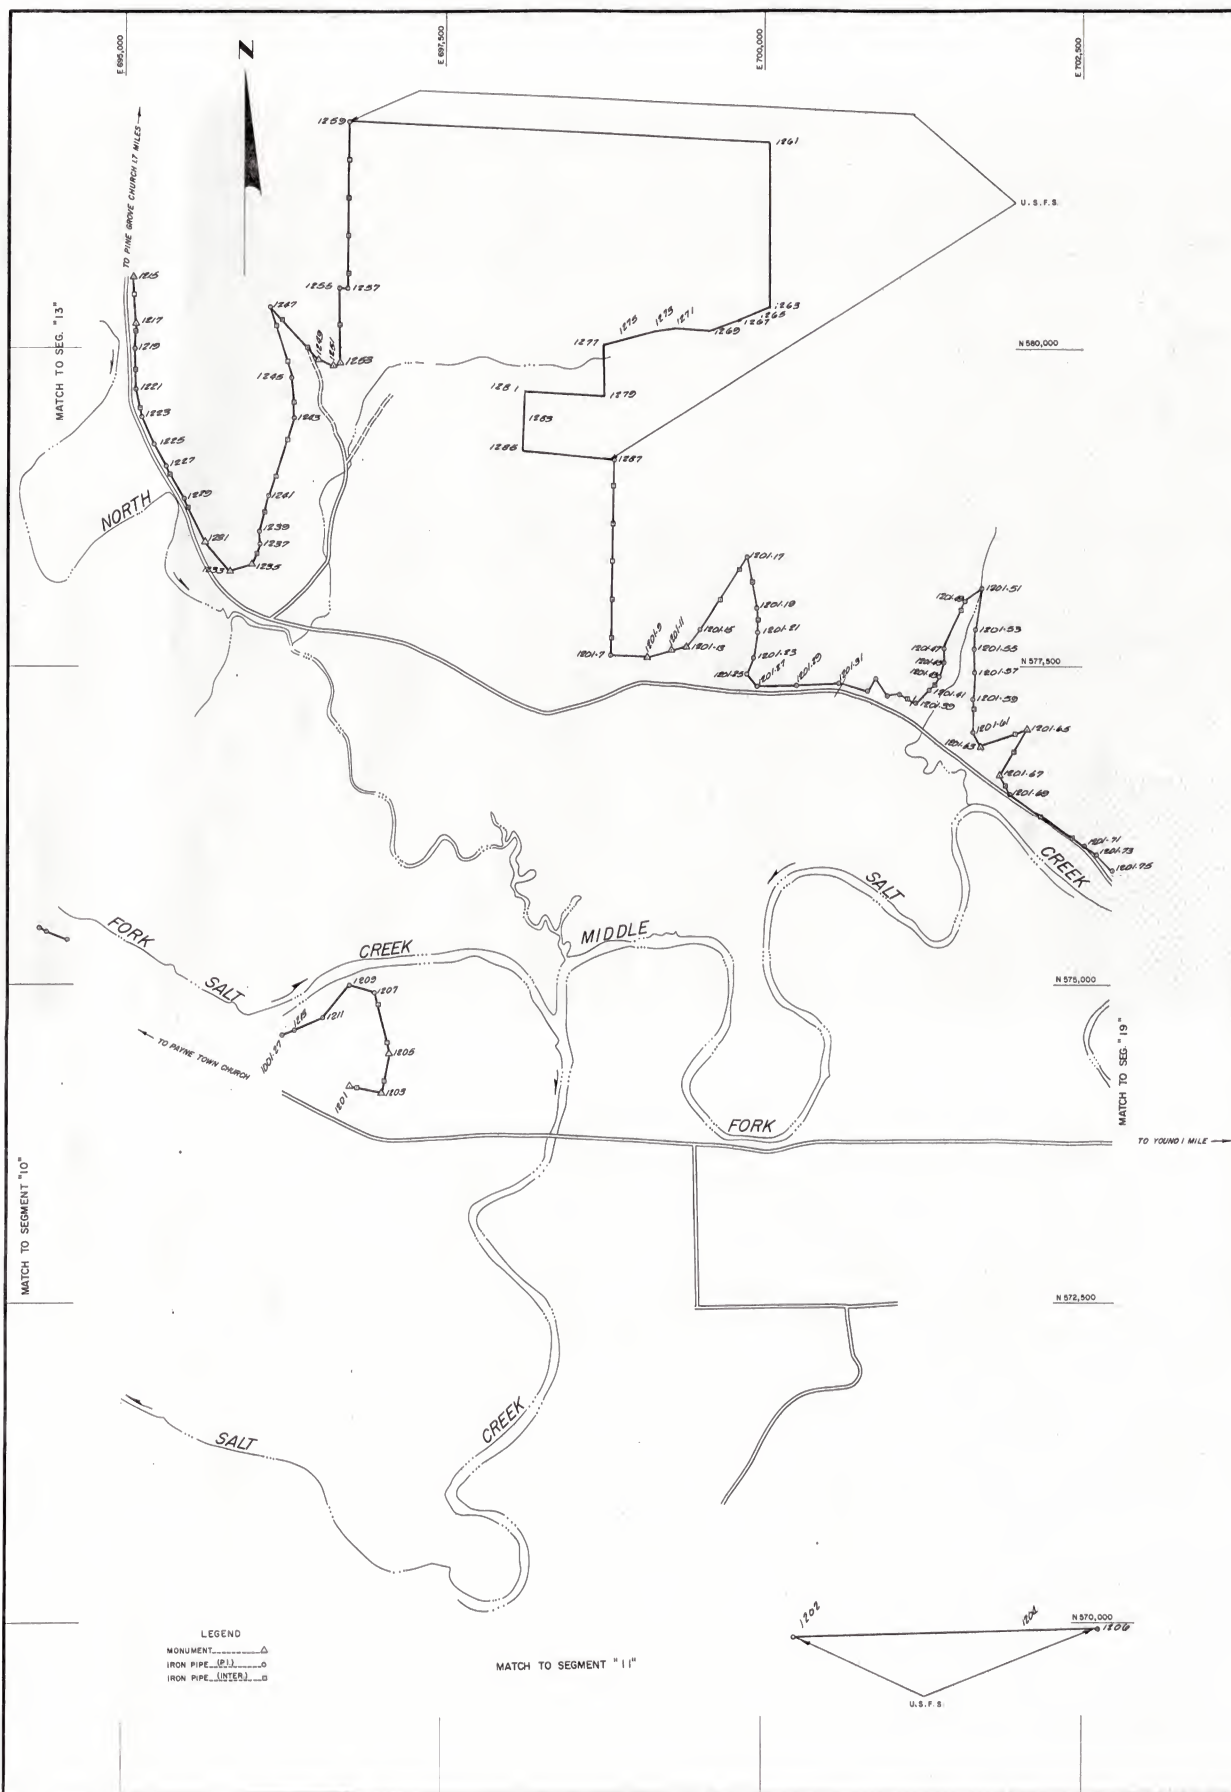 E 695,000
E 697,500
E 700,000
E 702,500
N
TO PINE GROVE CHURCH 1.7 MILES
1259
1261
U.S.F.S.
1215
1255
1257
1247
1263
1265
1267
1269
1271
1273
1275
1277
MATCH TO SEG. "13"
1217
1219
1249
1251
1253
N 580,000
1245
1221
1281
1279
1223
1243
1283
1225
1285
1287
1227
1229
1241
NORTH
1239
1231
1237
1233
1235
1201-17
1201-51
1201-49
1201-19
1201-9
1201-11
1201-15
1201-21
1201-53
1201-13
1201-47
1201-55
1201-7
1201-23
1201-45
N 577,500
1201-25
1201-27
1201-29
1201-31
1201-43
1201-57
1201-41
1201-39
1201-59
1201-61
1201-65
1201-63
1201-67
1201-69
1201-71
1201-73
1201-75
CREEK
SALT
MIDDLE
FORK
CREEK
SALT
N 575,000
1209
1207
1213
1211
1001-27
TO PAYNE TOWN CHURCH
1205
1201
1203
MATCH TO SEG. "19"
FORK
TO YOUNO 1 MILE
MATCH TO SEGMENT "10"
N 572,500
CREEK
SALT
1202
1204
N 570,000
1206
LEGEND
MONUMENT
IRON PIPE (P.I.)
IRON PIPE (INTER.)
MATCH TO SEGMENT "11"
U.S.F.S.